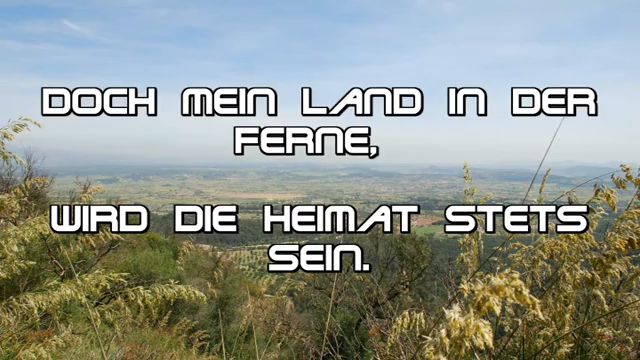 DOCH MEIN LAND IN DER
FERNE,
WIRD DIE HEIMAT STETS
SEIN.